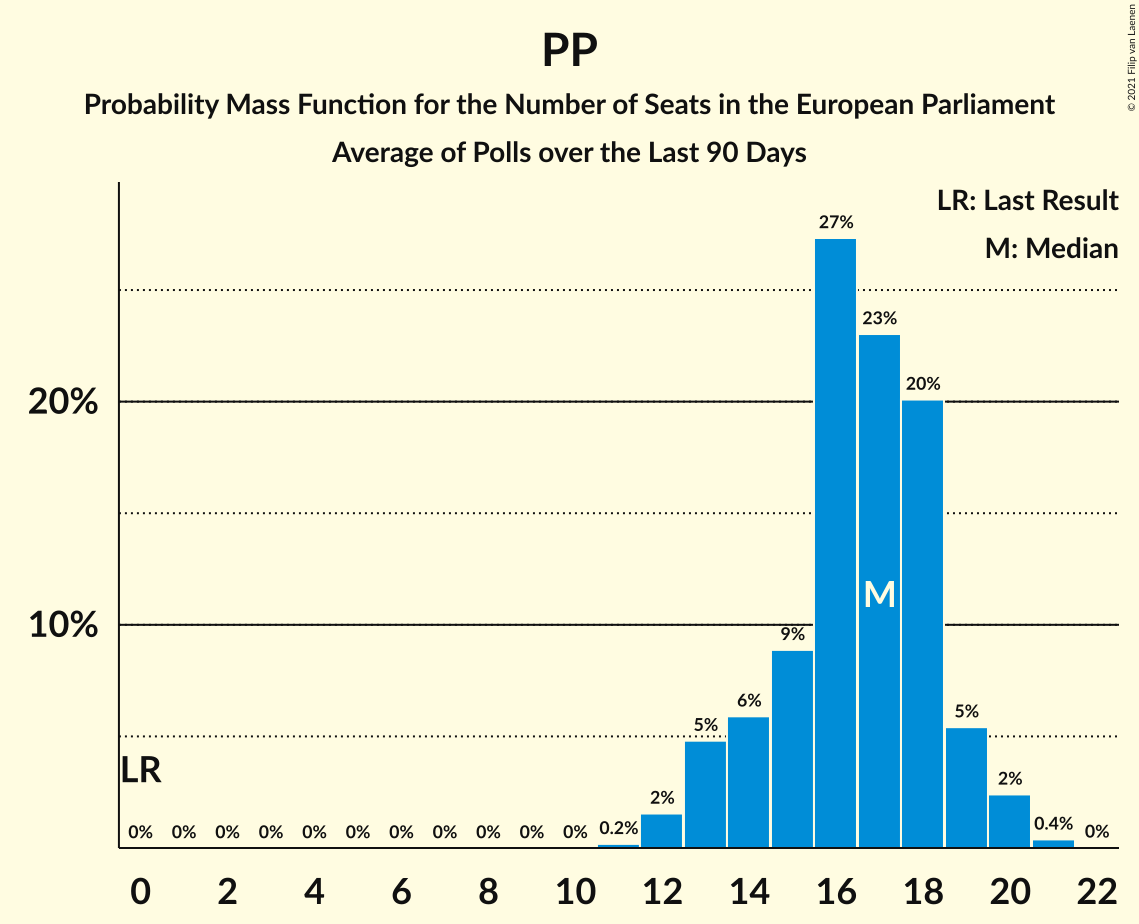 PP
Probability Mass Function for the Number of Seats in the European Parliament
Average of Polls over the Last 90 Days
© 2021 Filip van Laenen
LR: Last Result
M: Median
27%
23%
20%
20%
M
10%
9%
6%
5%
5%
LR
2%
2%
0% 0% 0% 0% 0% 0% 0% 0% 0% 0% 0% 0.2% 0.4% 0%
0 2 4 6 8 10 12 14 16 18 20 22